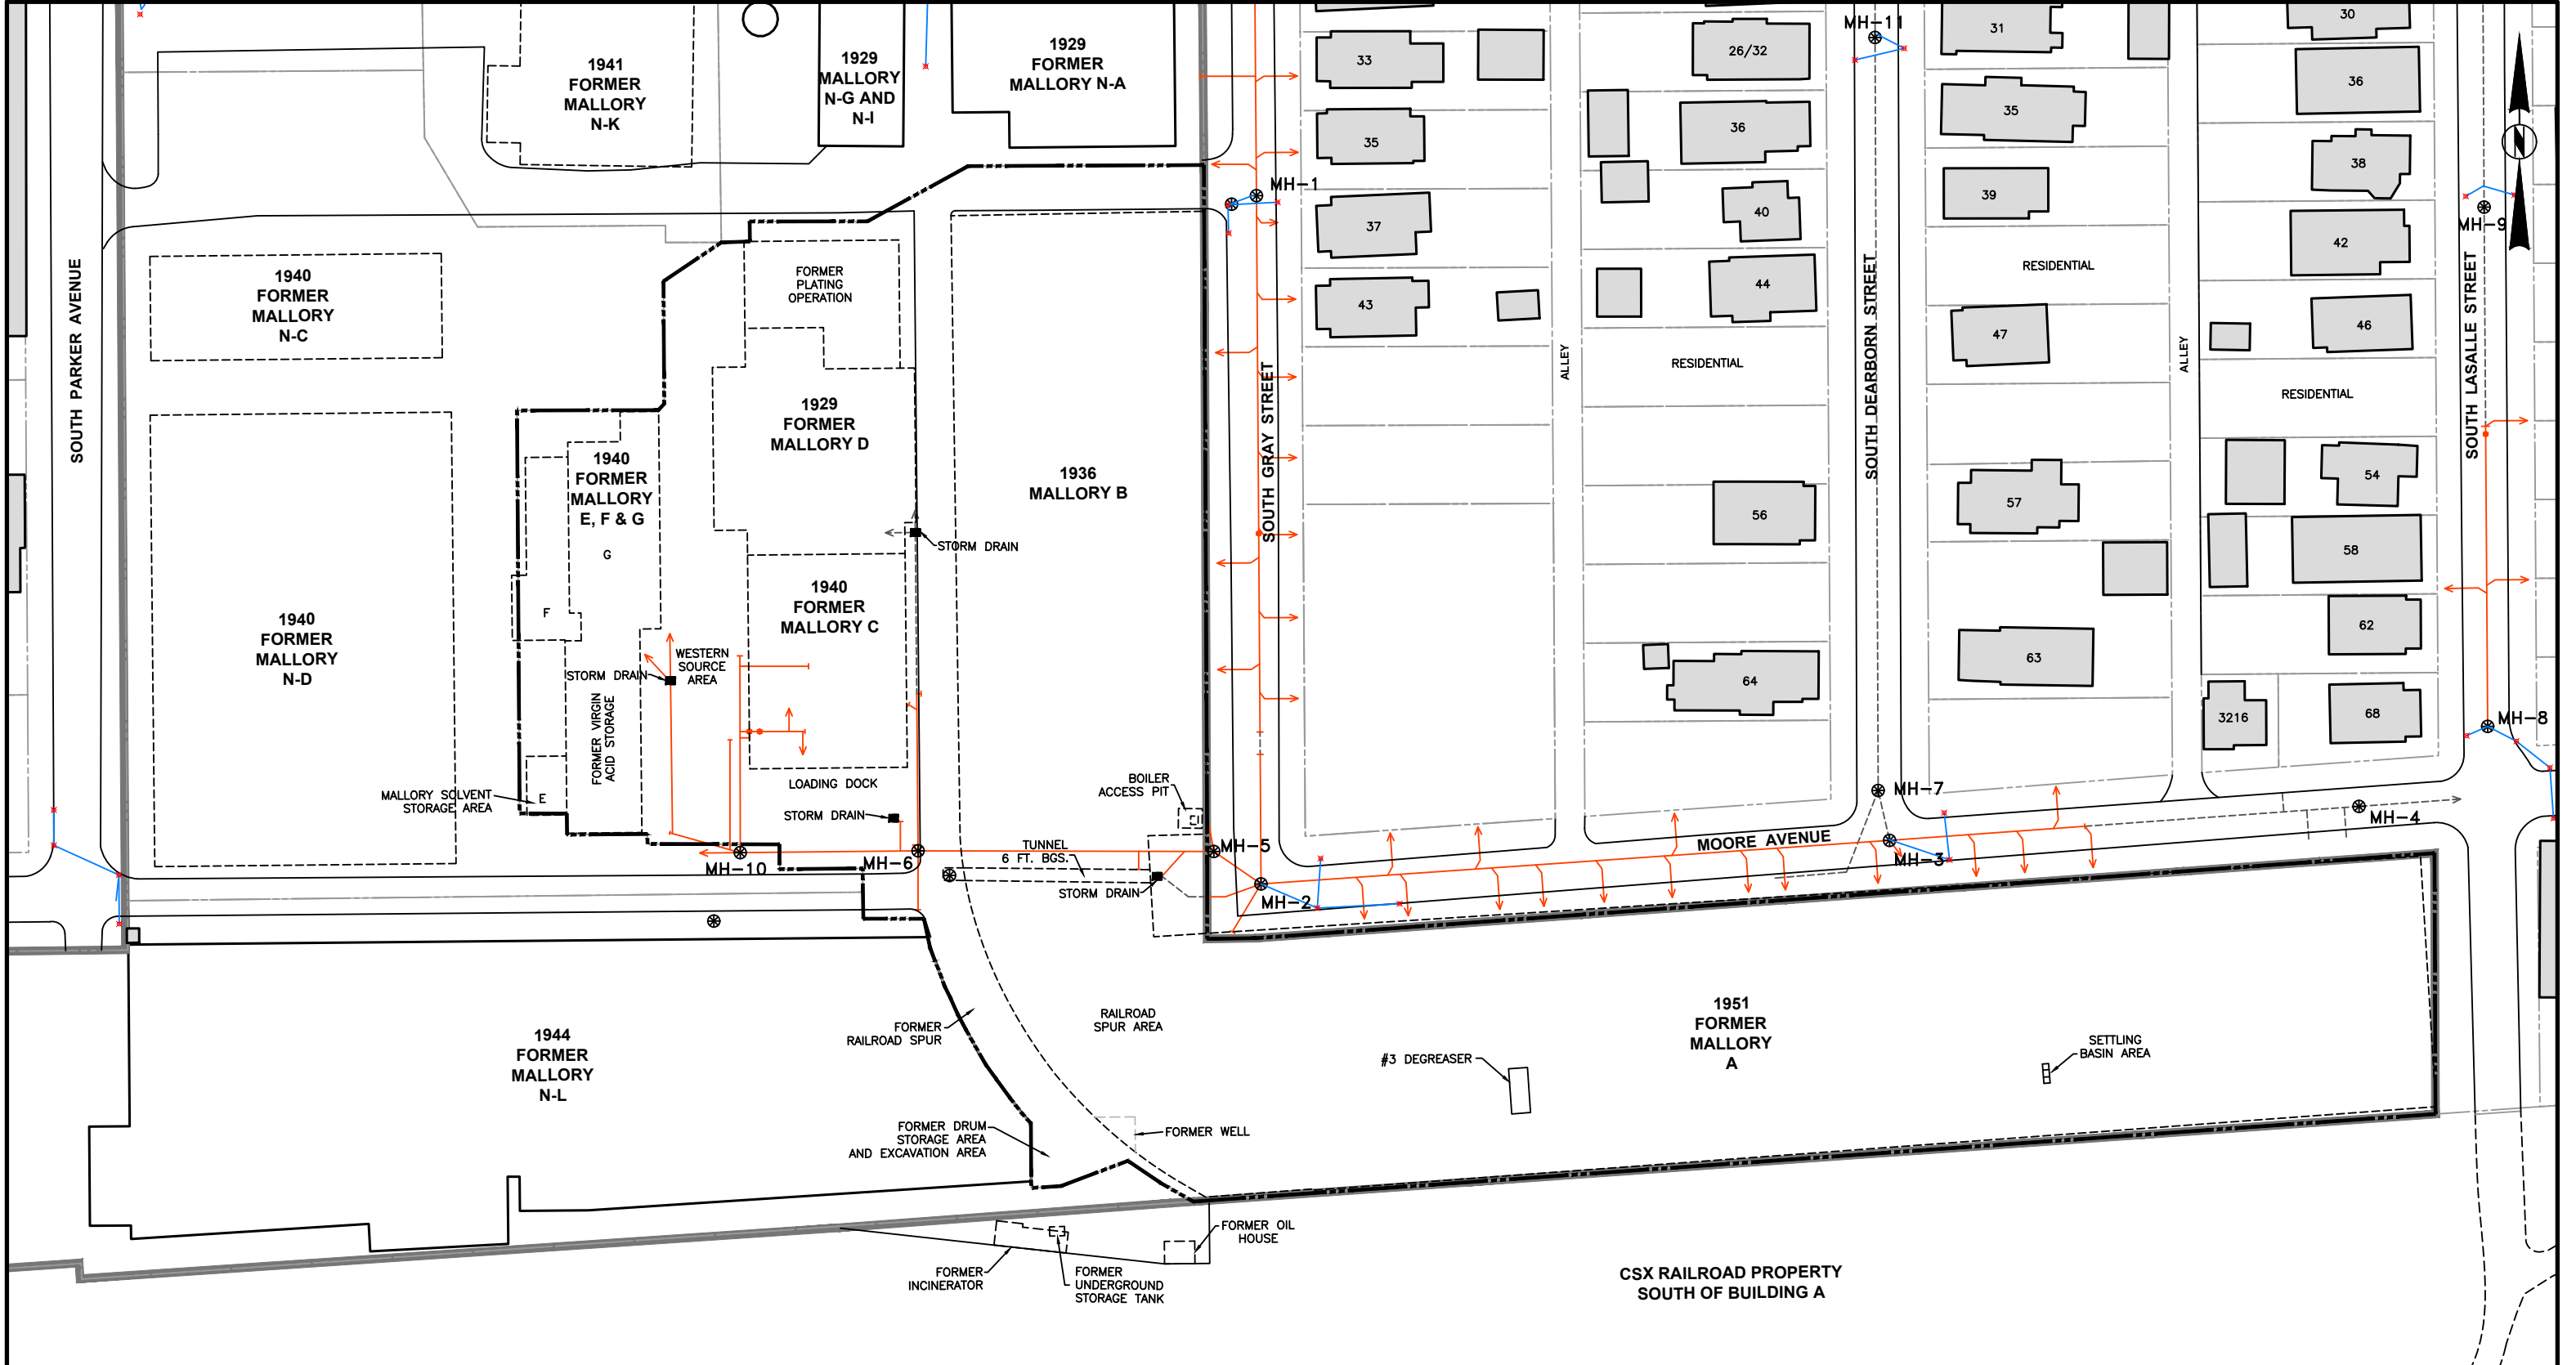 1941
FORMER
MALLORY
N-K
1929
MALLORY
N-G AND
N-I
1929
FORMER
MALLORY N-A
33
35
37
43
26/32
36
40
44
RESIDENTIAL
56
64
MH-11
31
35
39
RESIDENTIAL
47
57
63
30
36
38
42
46
RESIDENTIAL
54
58
62
68
3216
MH-1
MH-9
MH-8
SOUTH PARKER AVENUE
SOUTH GRAY STREET
ALLEY
SOUTH DEARBORN STREET
ALLEY
SOUTH LASALLE STREET
N
1940
FORMER
MALLORY
N-C
FORMER
PLATING
OPERATION
1929
FORMER
MALLORY D
1940
FORMER
MALLORY
E, F & G
G
F
E
1936
MALLORY B
STORM DRAIN
1940
FORMER
MALLORY C
1940
FORMER
MALLORY
N-D
WESTERN
SOURCE
AREA
STORM DRAIN
FORMER VIRGIN
ACID STORAGE
MALLORY SOLVENT
STORAGE AREA
LOADING DOCK
STORM DRAIN
BOILER
ACCESS PIT
TUNNEL
6 FT. BGS.
STORM DRAIN
MH-10
MH-6
MH-5
MH-2
MOORE AVENUE
MH-7
MH-3
MH-4
1944
FORMER
MALLORY
N-L
FORMER
RAILROAD SPUR
RAILROAD
SPUR AREA
#3 DEGREASER
1951
FORMER
MALLORY
A
SETTLING
BASIN AREA
FORMER DRUM
STORAGE AREA
AND EXCAVATION AREA
FORMER WELL
FORMER OIL
HOUSE
FORMER
INCINERATOR
FORMER
UNDERGROUND
STORAGE TANK
CSX RAILROAD PROPERTY
SOUTH OF BUILDING A